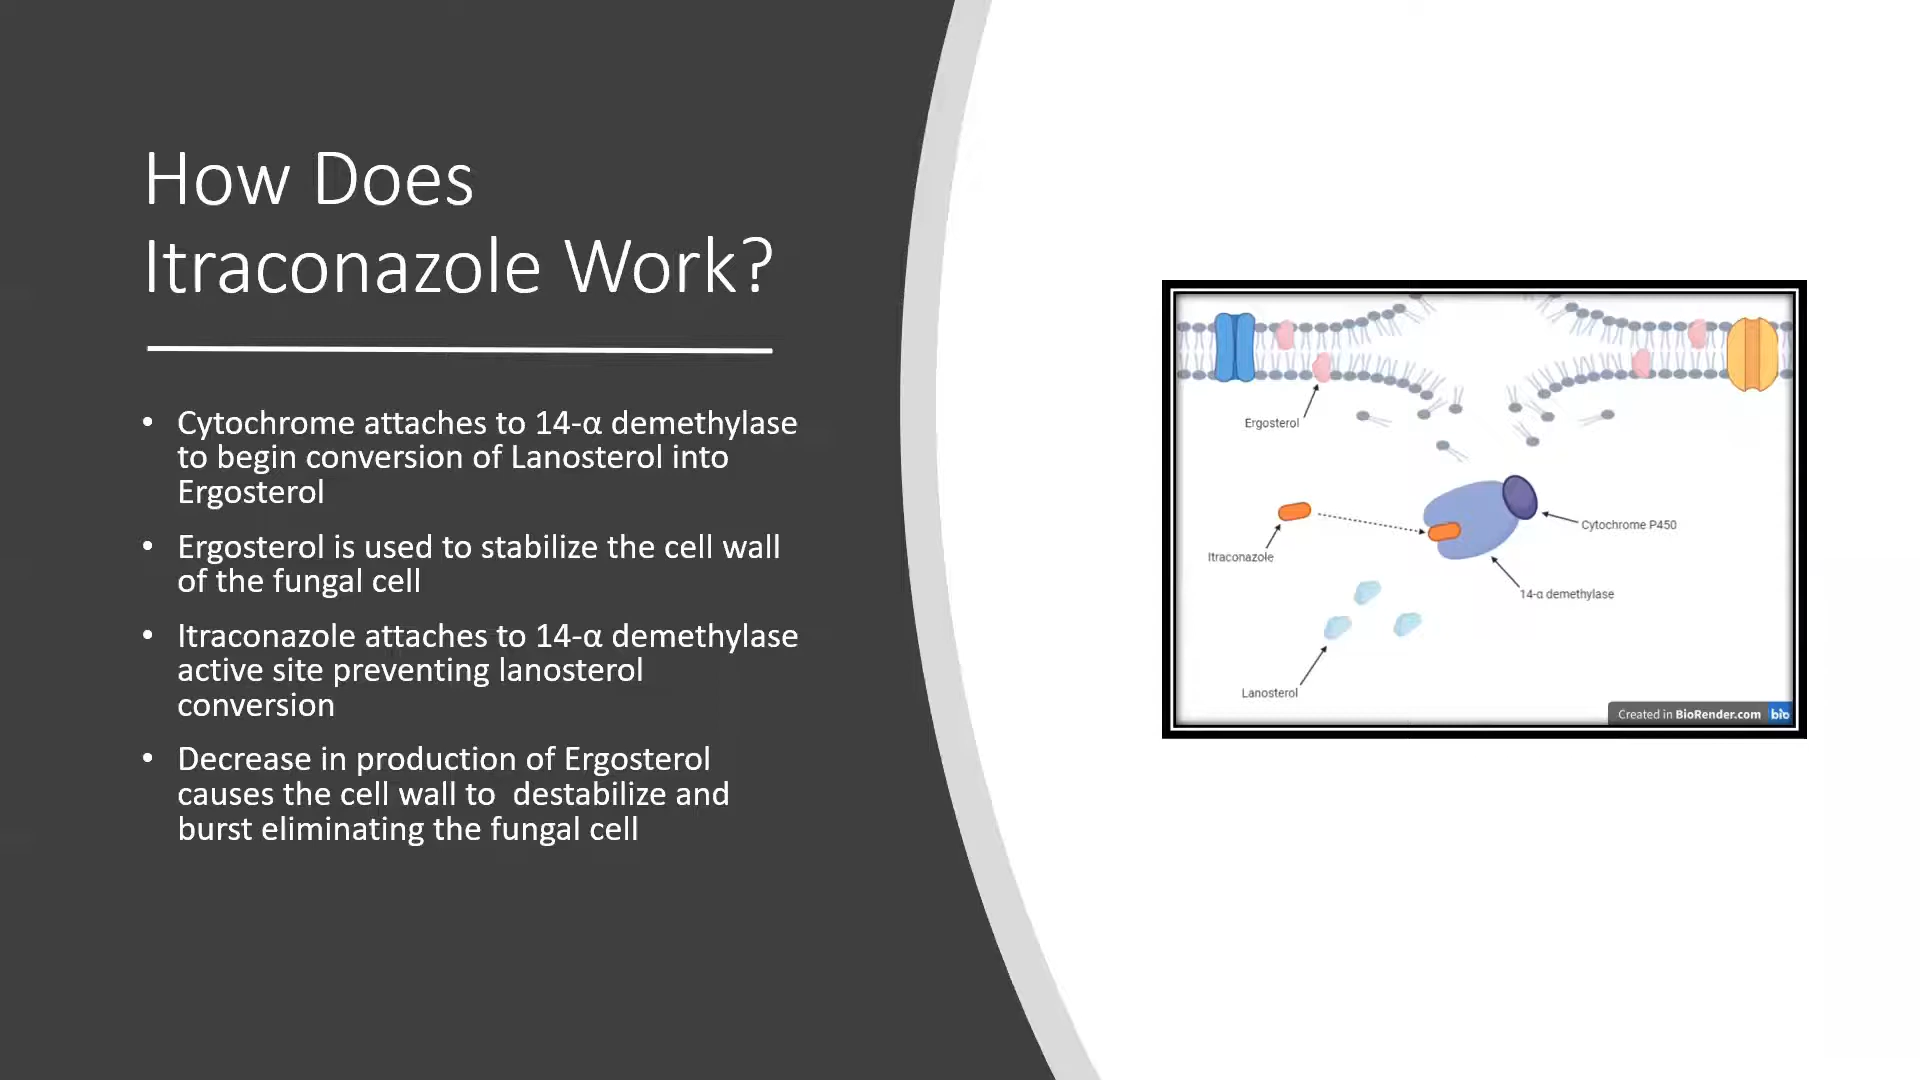 How Does
Itraconazole Work?
• Cytochrome attaches to 14-α demethylase
to begin conversion of Lanosterol into
Ergosterol
• Ergosterol is used to stabilize the cell wall
of the fungal cell
• Itraconazole attaches to 14-α demethylase
active site preventing lanosterol
conversion
• Decrease in production of Ergosterol
causes the cell wall to  destabilize and
burst eliminating the fungal cell
Ergosterol
Cytochrome P450
Itraconazole
14-α demethylase
Lanosterol
Created in BioRender.com bio